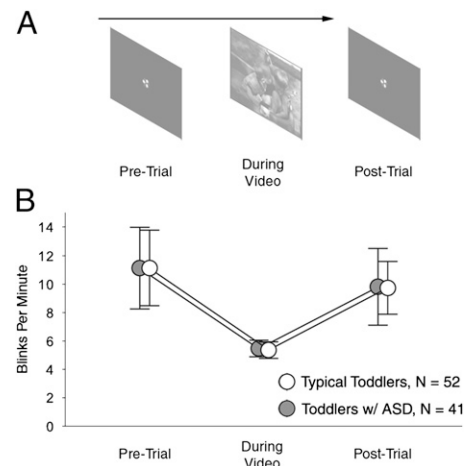 A
Pre-Trial
During
Video
Post-Trial
B
Blinks Per Minute
14
12
10
8
6
4
2
0
Typical Toddlers, N = 52
Toddlers w/ ASD, N = 41
Pre-Trial
During
Video
Post-Trial